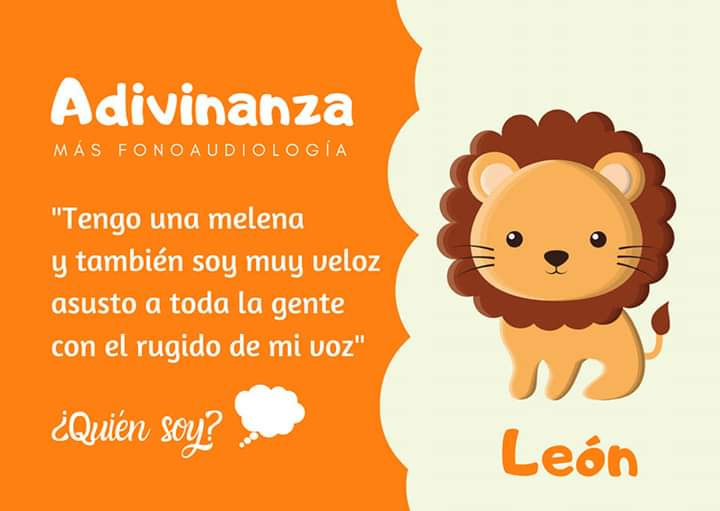 Adivinanza
MÁS FONOAUDIOLOGÍA
"Tengo una melena
y también soy muy veloz
asusto a toda la gente
con el rugido de mi voz"
¿Quién soy?
León